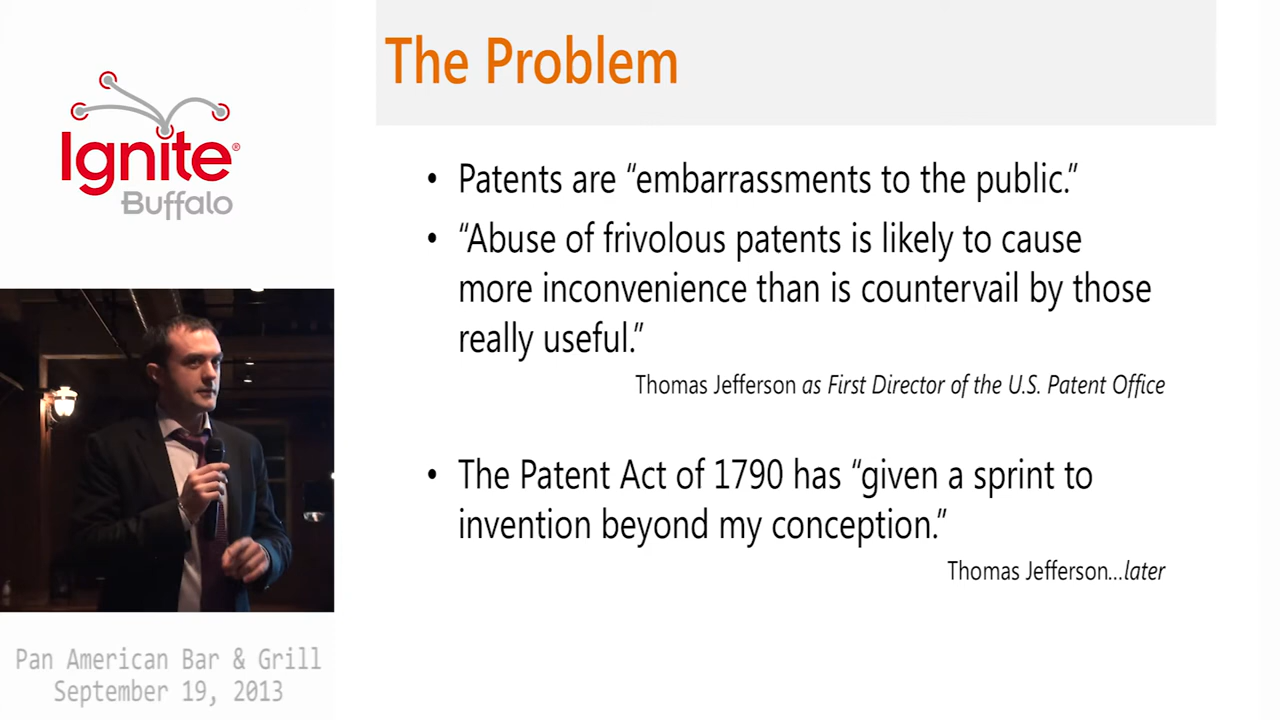 Ignite®
Buffalo
Pan American Bar & Grill
September 19, 2013
The Problem
• Patents are “embarrassments to the public.”
• “Abuse of frivolous patents is likely to cause
more inconvenience than is countervail by those
really useful.”
Thomas Jefferson as First Director of the U.S. Patent Office
• The Patent Act of 1790 has “given a sprint to
invention beyond my conception.”
Thomas Jefferson...later